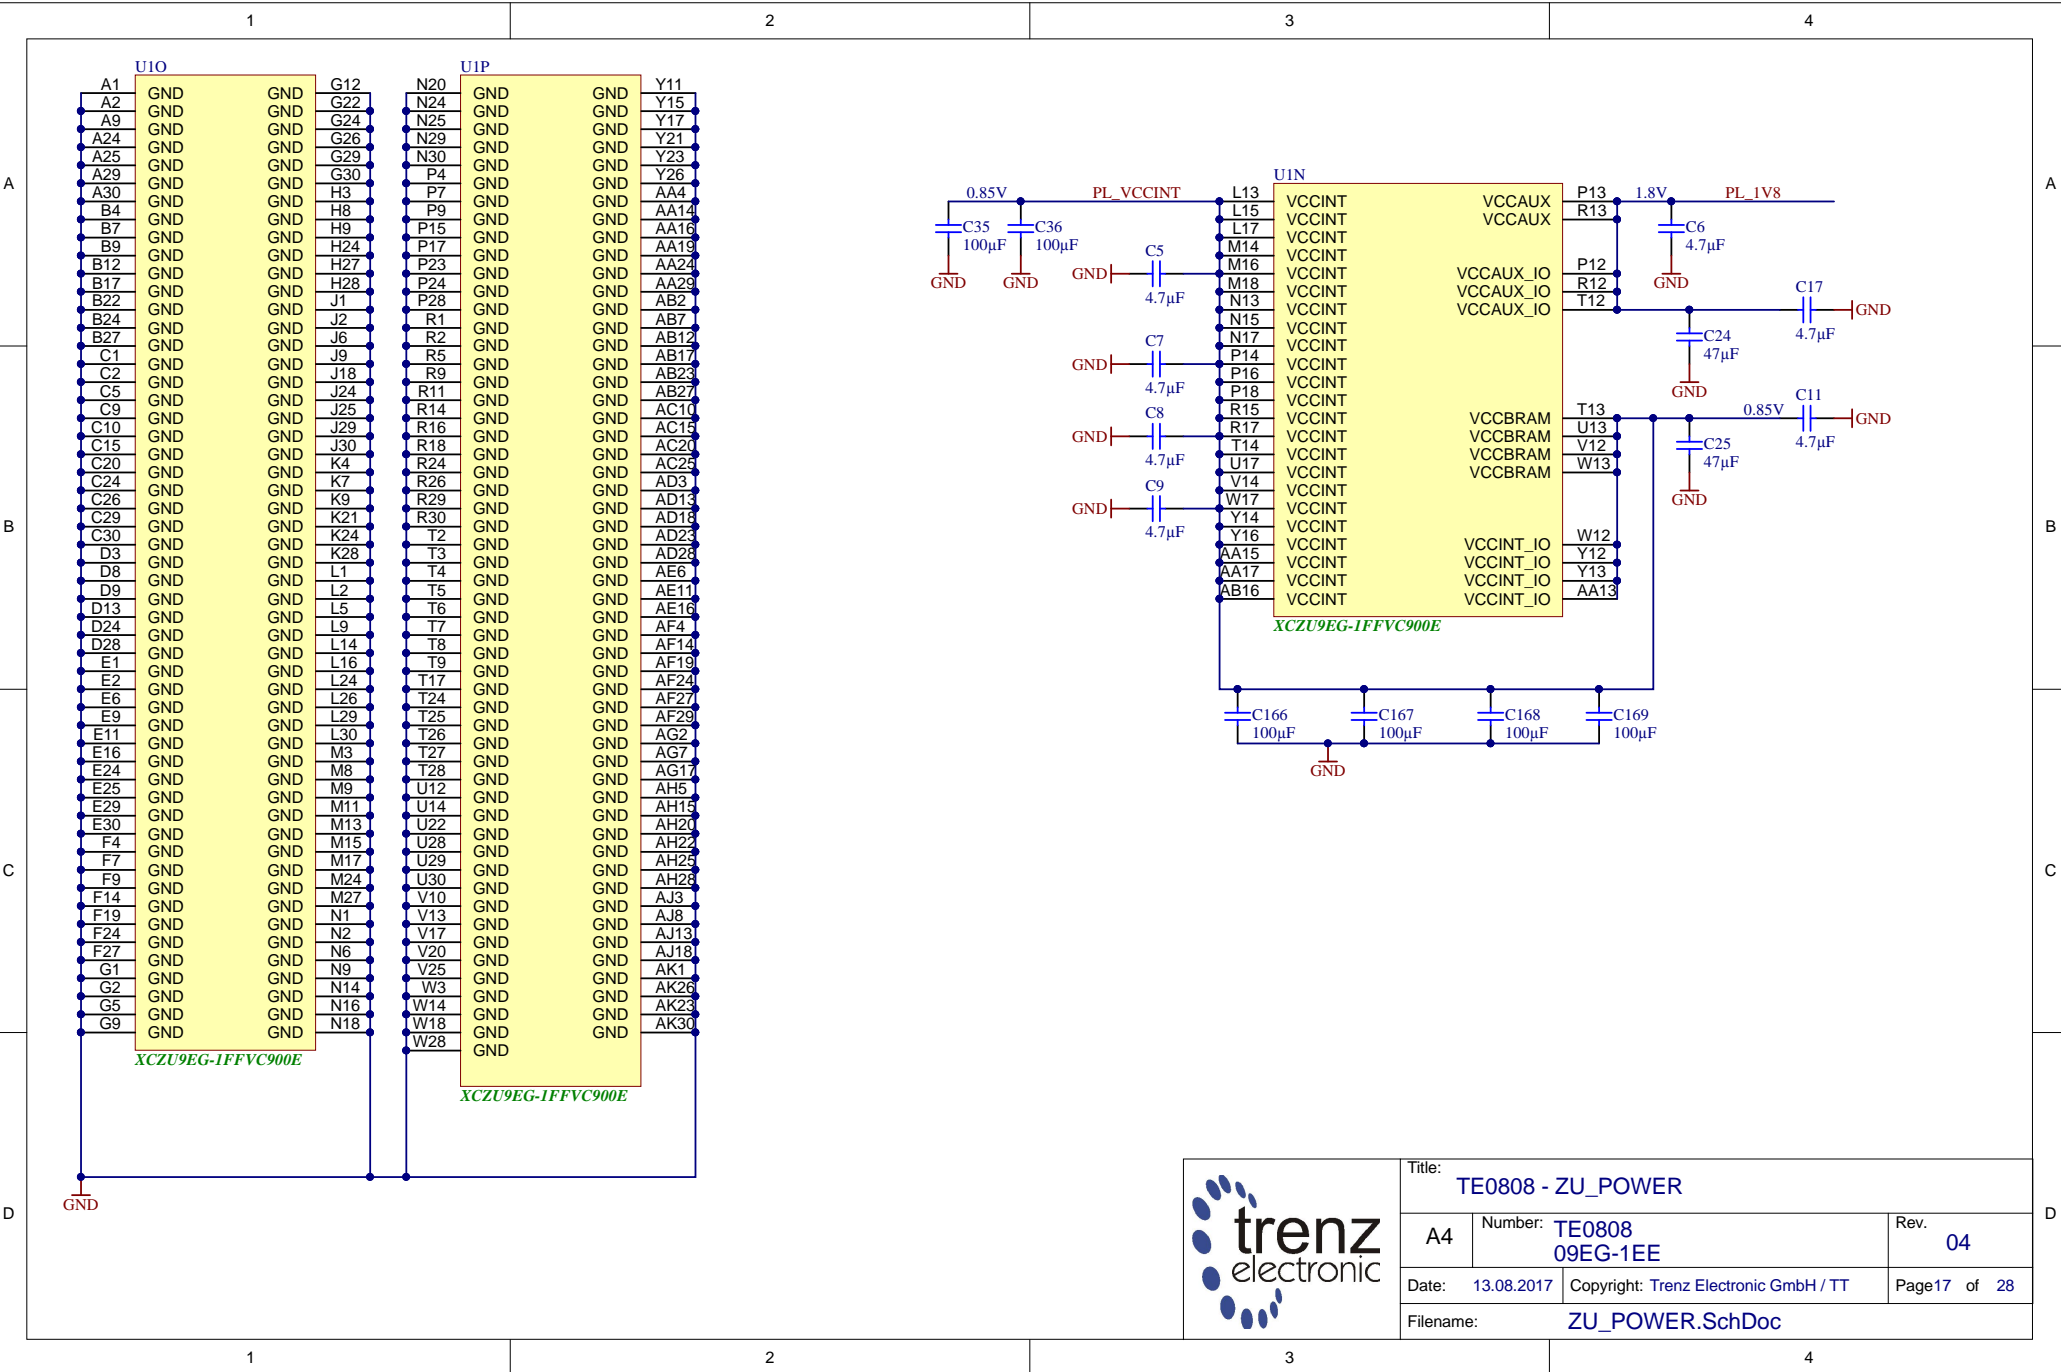 1 2 3 4
A A
B B
C C
D D
1 2 3 4
U1O
A1 GND GND G12
A2 GND GND G22
A9 GND GND G24
A24 GND GND G26
A25 GND GND G29
A29 GND GND G30
A30 GND GND H3
B4 GND GND H8
B7 GND GND H9
B9 GND GND H24
B12 GND GND H27
B17 GND GND H28
B22 GND GND J1
B24 GND GND J2
B27 GND GND J6
C1 GND GND J9
C2 GND GND J18
C5 GND GND J24
C9 GND GND J25
C10 GND GND J29
C15 GND GND J30
C20 GND GND K4
C24 GND GND K7
C26 GND GND K9
C29 GND GND K21
C30 GND GND K24
D3 GND GND K28
D8 GND GND L1
D9 GND GND L2
D13 GND GND L5
D24 GND GND L9
D28 GND GND L14
E1 GND GND L16
E2 GND GND L24
E6 GND GND L26
E9 GND GND L29
E11 GND GND L30
E16 GND GND M3
E24 GND GND M8
E25 GND GND M9
E29 GND GND M11
E30 GND GND M13
F4 GND GND M15
F7 GND GND M17
F9 GND GND M24
F14 GND GND M27
F19 GND GND N1
F24 GND GND N2
F27 GND GND N6
G1 GND GND N9
G2 GND GND N14
G5 GND GND N16
G9 GND GND N18
XCZU9EG-1FFVC900E
GND
U1P
N20 GND GND Y11
N24 GND GND Y15
N25 GND GND Y17
N29 GND GND Y21
N30 GND GND Y23
P4 GND GND Y26
P7 GND GND AA4
P9 GND GND AA14
P15 GND GND AA16
P17 GND GND AA19
P23 GND GND AA24
P24 GND GND AA29
P28 GND GND AB2
R1 GND GND AB7
R2 GND GND AB12
R5 GND GND AB17
R9 GND GND AB23
R11 GND GND AB27
R14 GND GND AC10
R16 GND GND AC15
R18 GND GND AC20
R24 GND GND AC25
R26 GND GND AD3
R29 GND GND AD13
R30 GND GND AD18
T2 GND GND AD23
T3 GND GND AD28
T4 GND GND AE6
T5 GND GND AE11
T6 GND GND AE16
T7 GND GND AF4
T8 GND GND AF14
T9 GND GND AF19
T17 GND GND AF24
T24 GND GND AF27
T25 GND GND AF29
T26 GND GND AG2
T27 GND GND AG7
T28 GND GND AG17
U12 GND GND AH5
U14 GND GND AH15
U22 GND GND AH20
U28 GND GND AH22
U29 GND GND AH25
U30 GND GND AH28
V10 GND GND AJ3
V13 GND GND AJ8
V17 GND GND AJ13
V20 GND GND AJ18
V25 GND GND AK1
W3 GND GND AK26
W14 GND GND AK23
W18 GND GND AK30
W28 GND
XCZU9EG-1FFVC900E
U1N
0.85V PL_VCCINT
C35 100µF GND
C36 100µF GND
GND C5 4.7µF
GND C7 4.7µF
GND C8 4.7µF
GND C9 4.7µF
L13 VCCINT VCCAUX P13 1.8V PL_1V8
L15 VCCINT VCCAUX R13
L17 VCCINT
M14 VCCINT
M16 VCCINT VCCAUX_IO P12
M18 VCCINT VCCAUX_IO R12
N13 VCCINT VCCAUX_IO T12
N15 VCCINT
N17 VCCINT
P14 VCCINT
P16 VCCINT
P18 VCCINT
R15 VCCINT VCCBRAM T13
R17 VCCINT VCCBRAM U13
T14 VCCINT VCCBRAM V12
U17 VCCINT VCCBRAM W13
V14 VCCINT
W17 VCCINT
Y14 VCCINT
Y16 VCCINT VCCINT_IO W12
AA15 VCCINT VCCINT_IO Y12
AA17 VCCINT VCCINT_IO Y13
AB16 VCCINT VCCINT_IO AA13
XCZU9EG-1FFVC900E
C6 4.7µF GND
C17 4.7µF GND
C24 47µF GND
0.85V C11 4.7µF GND
C25 47µF GND
C166 100µF
C167 100µF
C168 100µF
C169 100µF
GND
trenz
electronic
Title:
TE0808 - ZU_POWER
A4 Number: TE0808
09EG-1EE
Rev. 04
Date: 13.08.2017 Copyright: Trenz Electronic GmbH / TT Page17 of 28
Filename: ZU_POWER.SchDoc